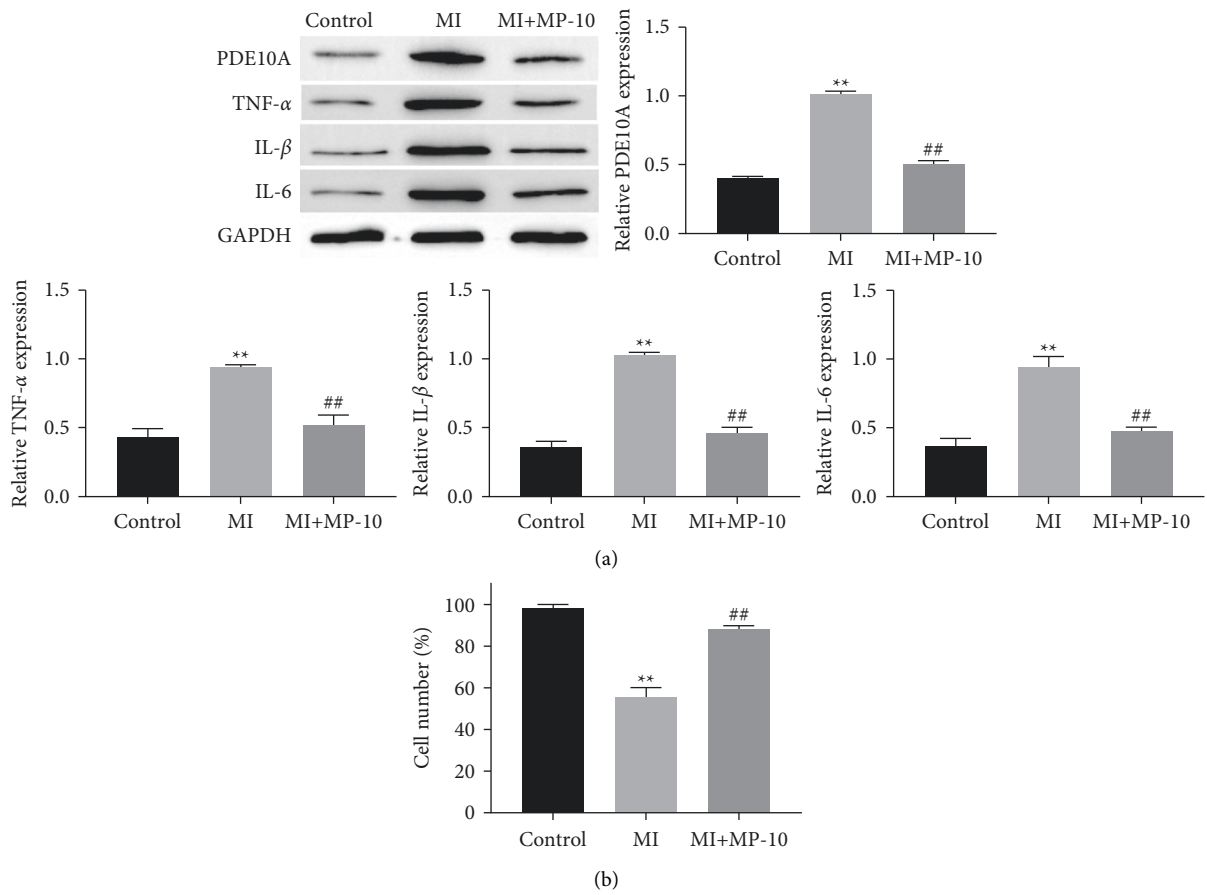 Control MI MI+MP-10
PDE10A
TNF-α
IL-β
IL-6
GAPDH
Relative PDE10A expression
1.5
1.0
0.5
0.0
**
##
Control MI MI+MP-10
Relative TNF-α expression
1.5
1.0
0.5
0.0
**
##
Control MI MI+MP-10
Relative IL-β expression
1.5
1.0
0.5
0.0
**
##
Control MI MI+MP-10
Relative IL-6 expression
1.5
1.0
0.5
0.0
**
##
Control MI MI+MP-10
(a)
Cell number (%)
100
80
60
40
20
0
**
##
Control MI MI+MP-10
(b)